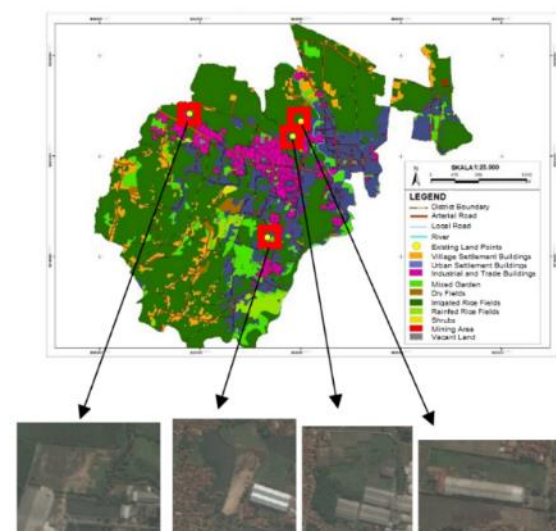 SKALA 1:25.000
N
LEGEND
District Boundary
Arterial Road
Local Road
River
Existing Land Points
Village Settlement Buildings
Urban Settlement Buildings
Industrial and Trade Buildings
Mixed Garden
Dry Fields
Irrigated Rice Fields
Rainfed Rice Fields
Shrubs
Mining Area
Vacant Land